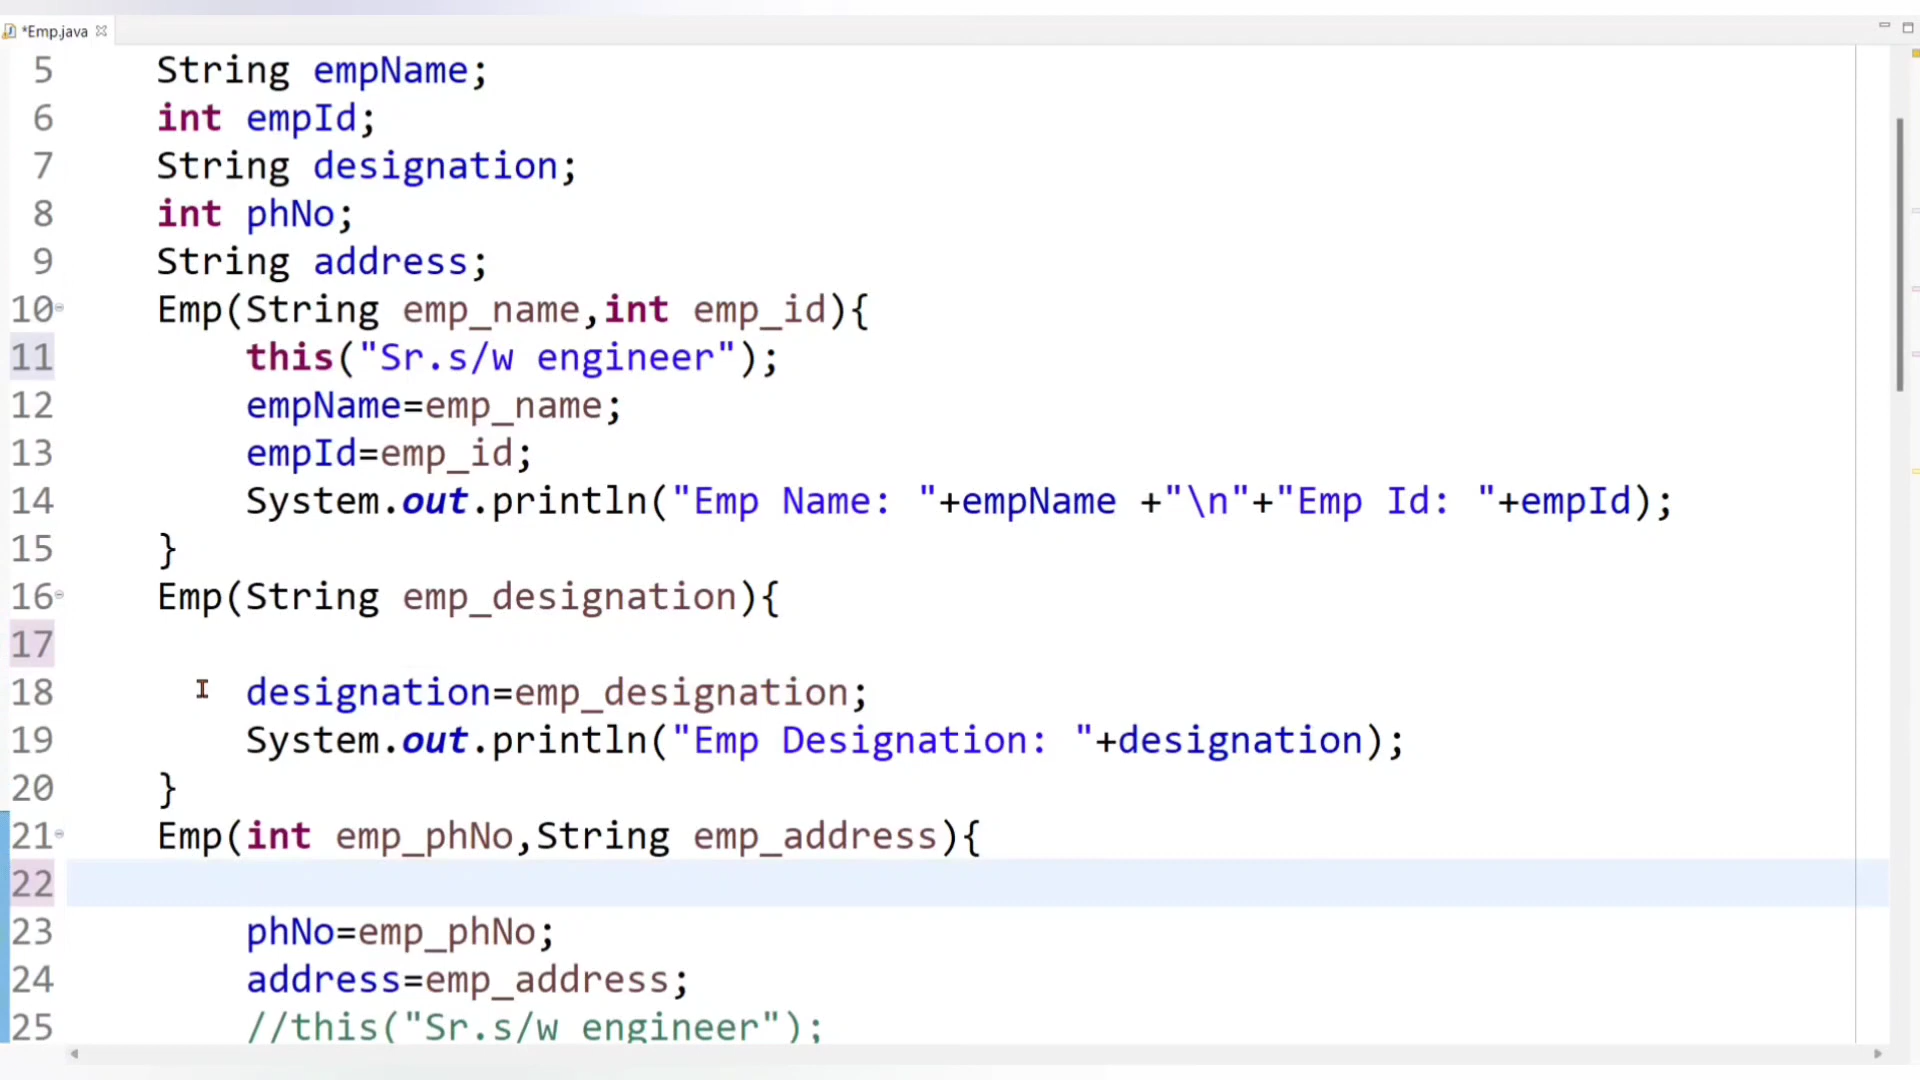 *Emp.java
5 String empName;
6 int empId;
7 String designation;
8 int phNo;
9 String address;
10 Emp(String emp_name,int emp_id){
11 this("Sr.s/w engineer");
12 empName=emp_name;
13 empId=emp_id;
14 System.out.println("Emp Name: "+empName +"\n"+"Emp Id: "+empId);
15 }
16 Emp(String emp_designation){
17
18 designation=emp_designation;
19 System.out.println("Emp Designation: "+designation);
20 }
21 Emp(int emp_phNo,String emp_address){
22
23 phNo=emp_phNo;
24 address=emp_address;
25 //this("Sr.s/w engineer");